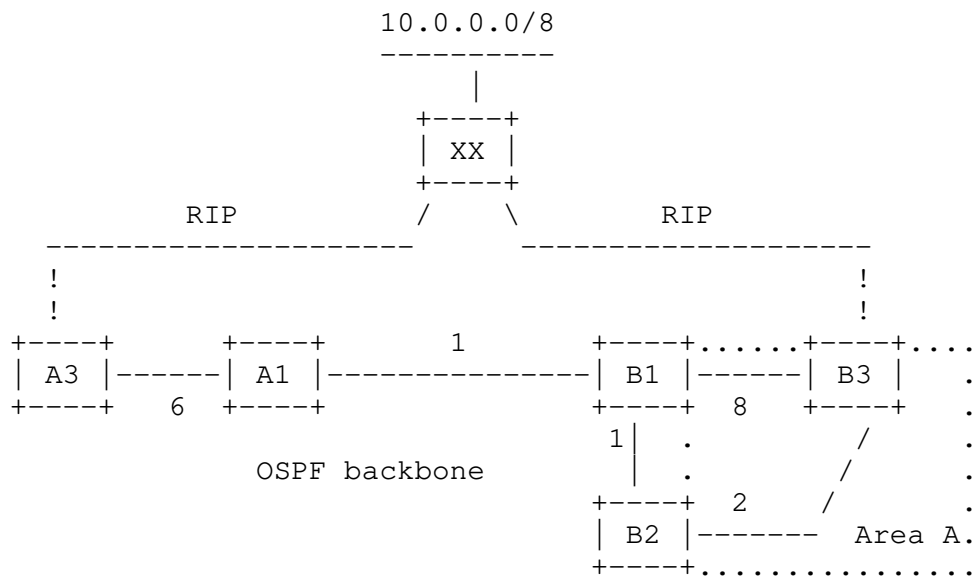 10.0.0.0/8
XX
RIP RIP
1
A3 A1 B1 B3
6 8
1
OSPF backbone
2
B2 Area A